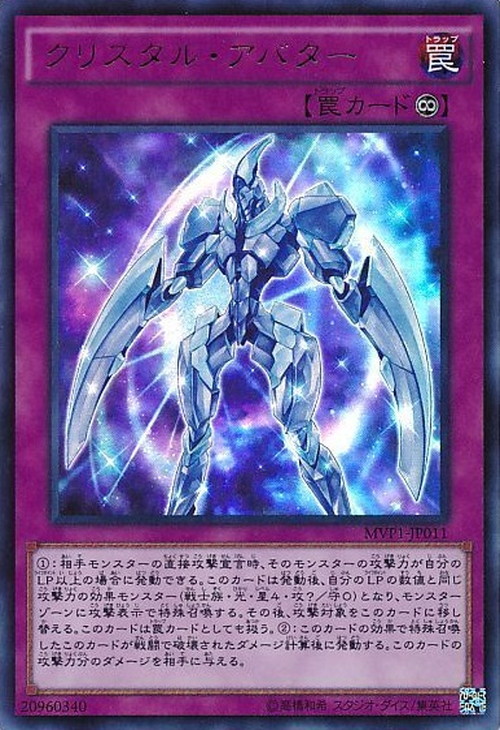 クリスタル・アバター
トラップ
罠
トラップ
【罠カード】
MVP1-JP011
①:相手モンスターの直接攻撃宣言時、そのモンスターの攻撃力が自分の
LP以上の場合に発動できる。このカードは発動後、自分のLPの数値と同じ
攻撃力の効果モンスター(戦士族・光・星4・攻?/守0)となり、モンスター
ゾーンに攻撃表示で特殊召喚する。その後、攻撃対象をこのカードに移し
替える。このカードは罠カードとしても扱う。②:このカードの効果で特殊召喚
したこのカードが戦闘で破壊されたダメージ計算後に発動する。このカードの
攻撃力分のダメージを相手に与える。
20960340
©高橋和希 スタジオ・ダイス/集英社